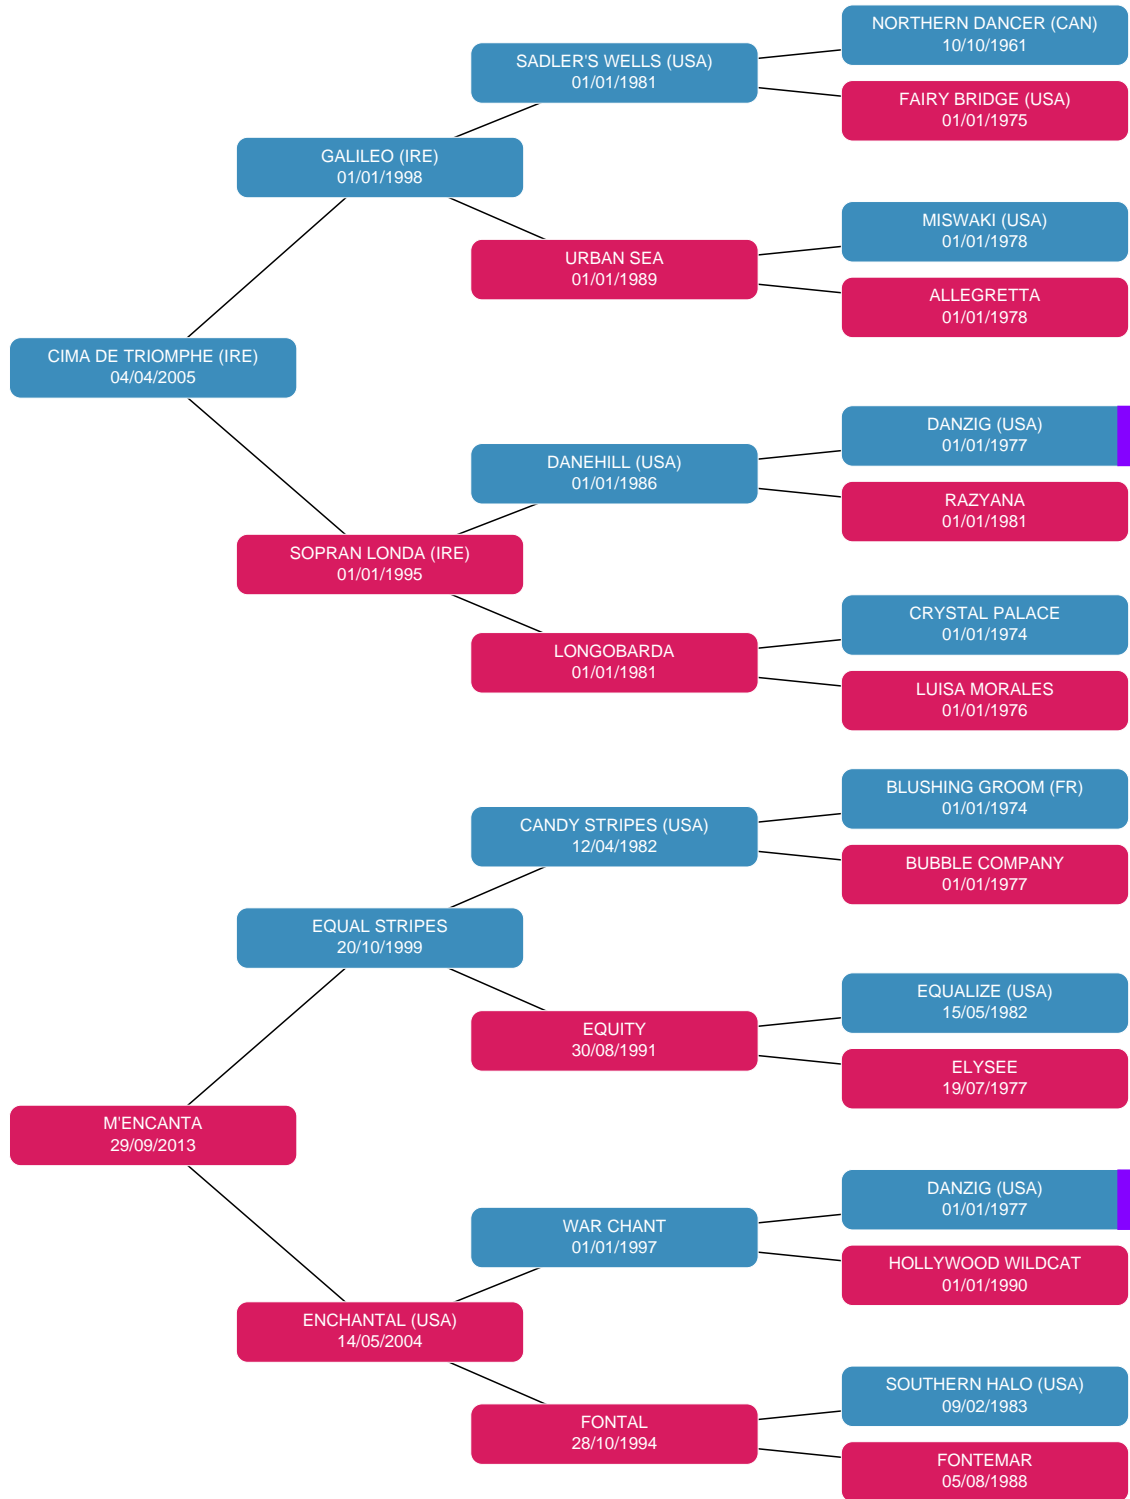 NORTHERN DANCER (CAN)
10/10/1961
SADLER'S WELLS (USA)
01/01/1981
FAIRY BRIDGE (USA)
01/01/1975
GALILEO (IRE)
01/01/1998
MISWAKI (USA)
01/01/1978
URBAN SEA
01/01/1989
ALLEGRETTA
01/01/1978
CIMA DE TRIOMPHE (IRE)
04/04/2005
DANZIG (USA)
01/01/1977
DANEHILL (USA)
01/01/1986
RAZYANA
01/01/1981
SOPRAN LONDA (IRE)
01/01/1995
CRYSTAL PALACE
01/01/1974
LONGOBARDA
01/01/1981
LUISA MORALES
01/01/1976
BLUSHING GROOM (FR)
01/01/1974
CANDY STRIPES (USA)
12/04/1982
BUBBLE COMPANY
01/01/1977
EQUAL STRIPES
20/10/1999
EQUALIZE (USA)
15/05/1982
EQUITY
30/08/1991
ELYSEE
19/07/1977
M'ENCANTA
29/09/2013
DANZIG (USA)
01/01/1977
WAR CHANT
01/01/1997
HOLLYWOOD WILDCAT
01/01/1990
ENCHANTAL (USA)
14/05/2004
SOUTHERN HALO (USA)
09/02/1983
FONTAL
28/10/1994
FONTEMAR
05/08/1988